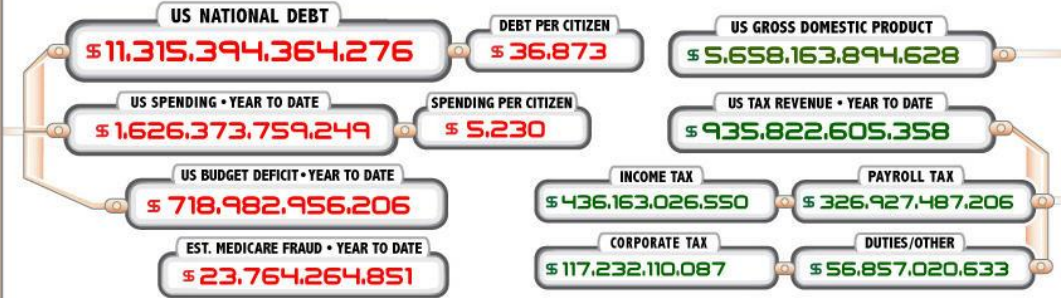 US NATIONAL DEBT
$11,315,394,364,276
DEBT PER CITIZEN
$36,873
US GROSS DOMESTIC PRODUCT
$5,658,163,894,628
US SPENDING • YEAR TO DATE
$1,626,373,759,249
SPENDING PER CITIZEN
$ 5,230
US TAX REVENUE • YEAR TO DATE
$935,822,605,358
US BUDGET DEFICIT • YEAR TO DATE
$ 718,982,956,206
INCOME TAX
$436,163,026,550
PAYROLL TAX
$326,927,487,206
EST. MEDICARE FRAUD • YEAR TO DATE
$23,764,264,851
CORPORATE TAX
$117,232,110,087
DUTIES/OTHER
$56,857,020,633